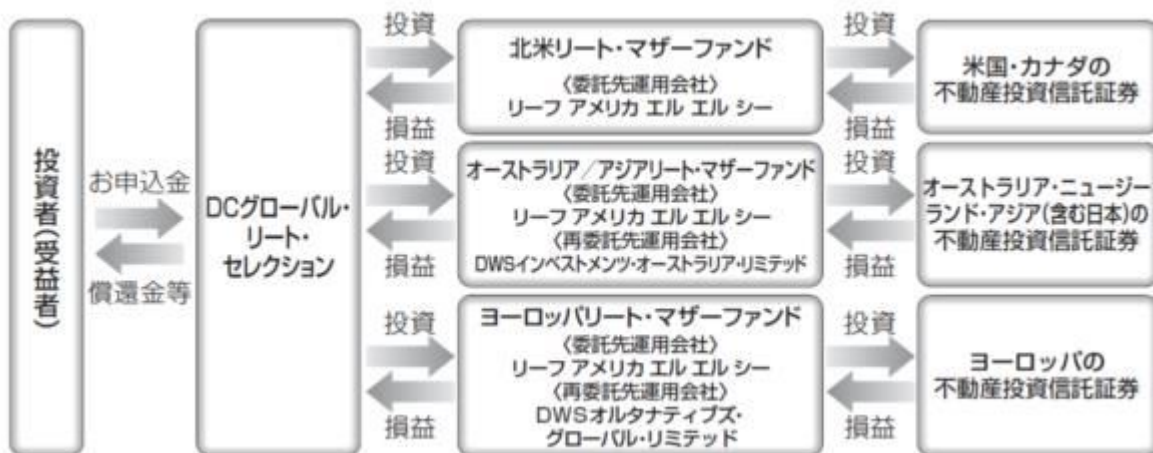 投資者(受益者)
お申込金
償還金等
DCグローバル・
リート・
セレクション
投資
損益
北米リート・マザーファンド
〈委託先運用会社〉
リーフ アメリカ エル エル シー
投資
損益
米国・カナダの
不動産投資信託証券
投資
損益
オーストラリア/アジアリート・マザーファンド
〈委託先運用会社〉
リーフ アメリカ エル エル シー
〈再委託先運用会社〉
DWSインベストメンツ・オーストラリア・リミテッド
投資
損益
オーストラリア・ニュージー
ランド・アジア(含む日本)の
不動産投資信託証券
投資
損益
ヨーロッパリート・マザーファンド
〈委託先運用会社〉
リーフ アメリカ エル エル シー
〈再委託先運用会社〉
DWSオルタナティブズ・
グローバル・リミテッド
投資
損益
ヨーロッパの
不動産投資信託証券